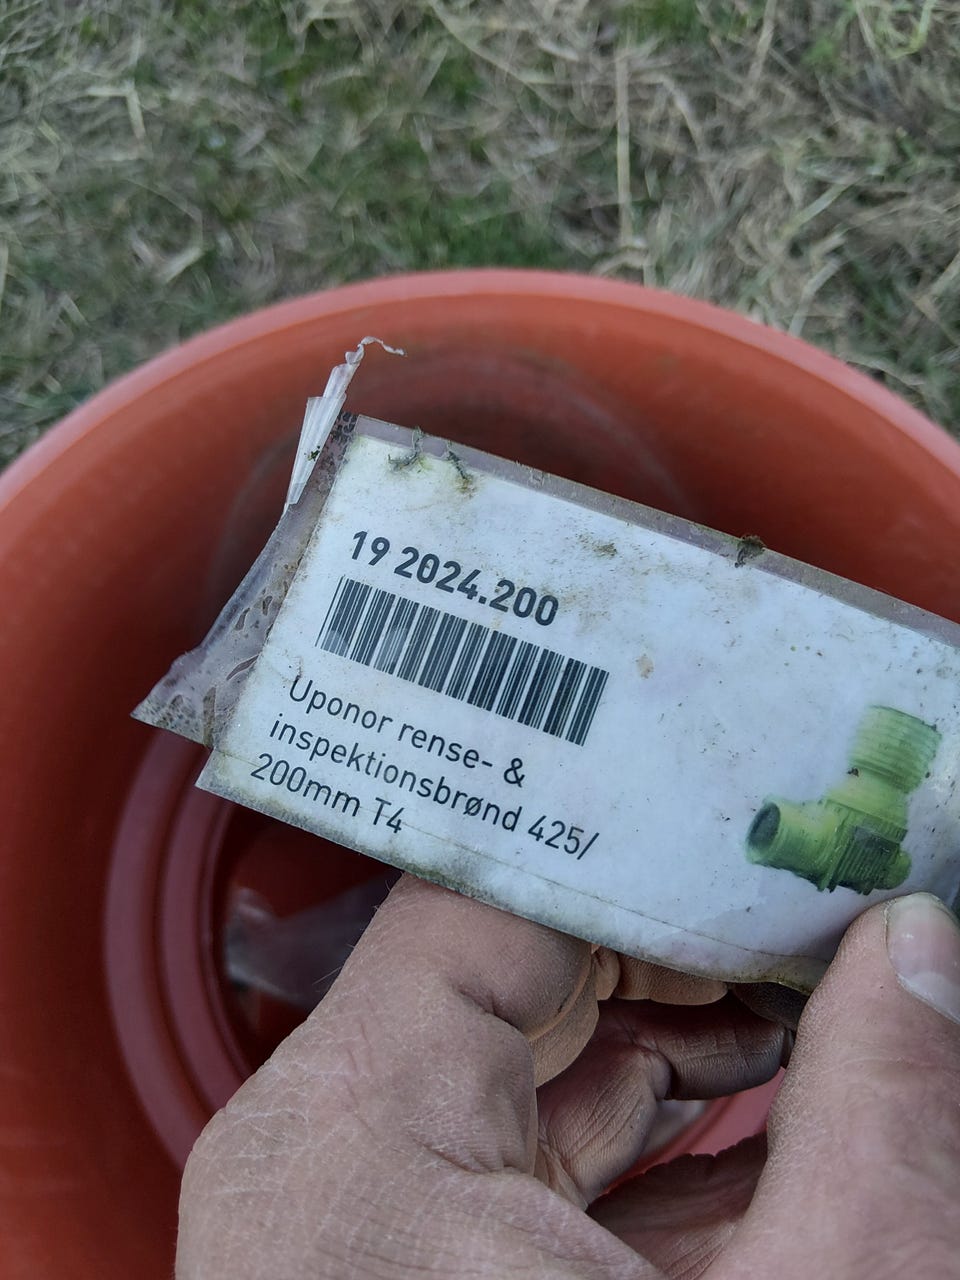 19 2024.200
Uponor rense- &
inspektionsbrønd 425/
200mm T4